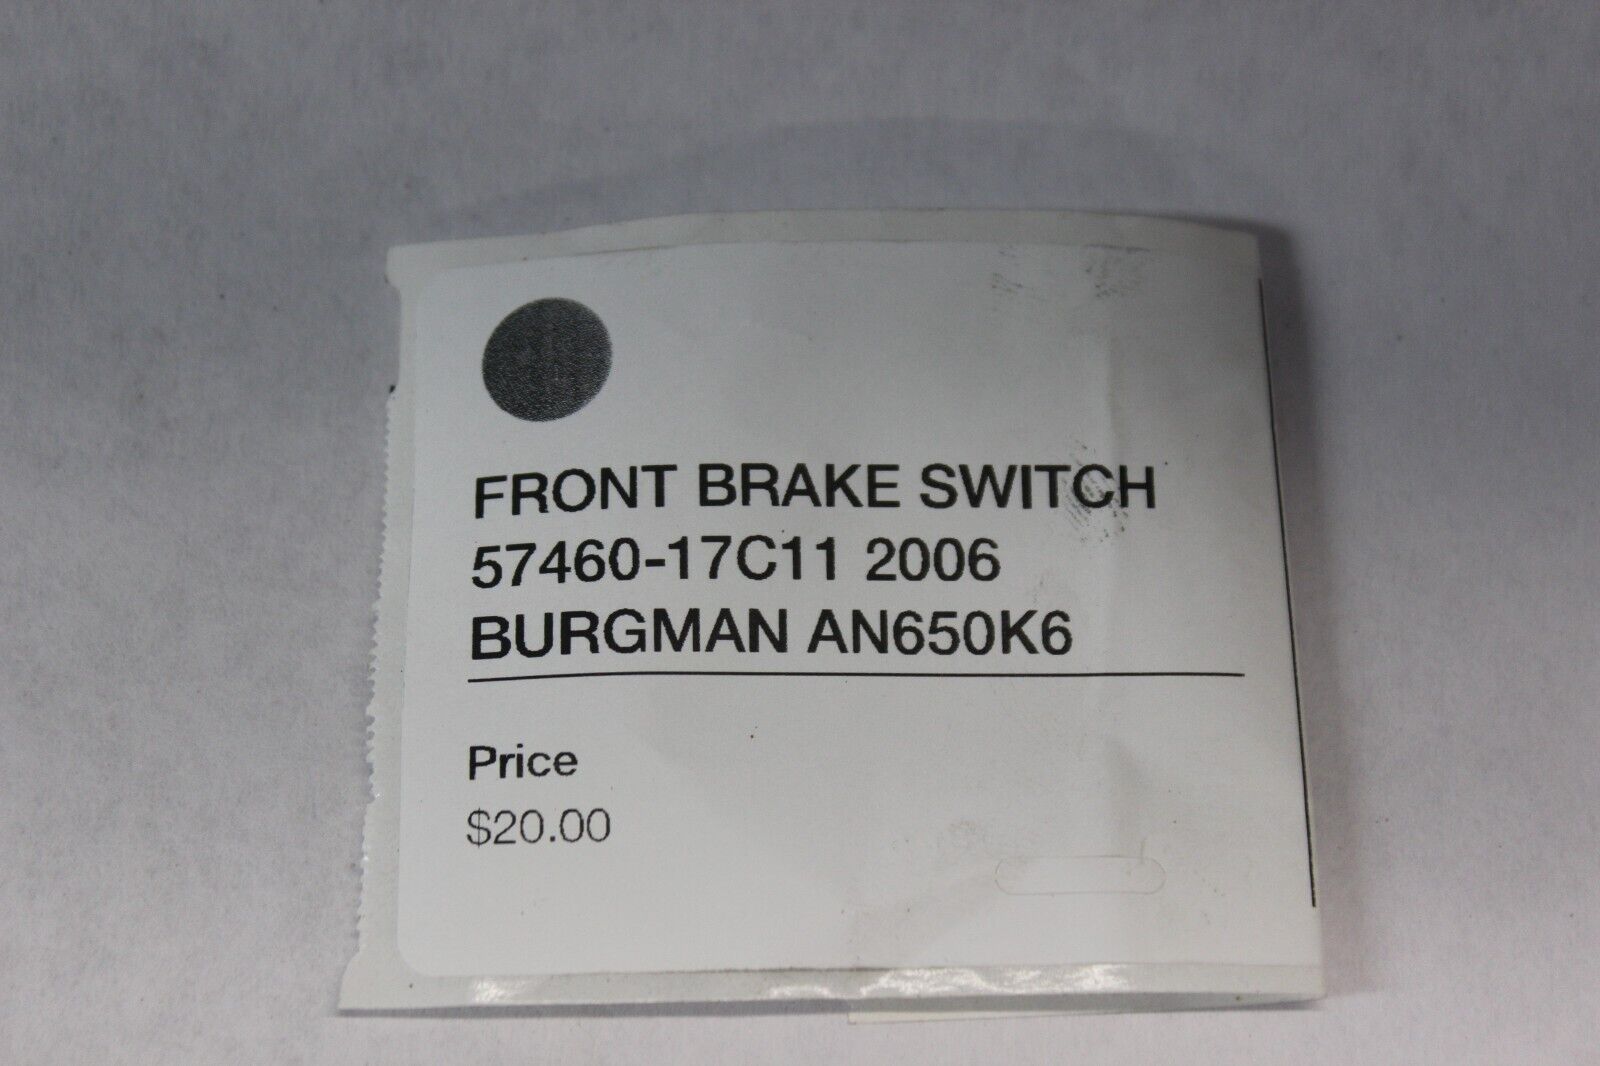 FRONT BRAKE SWITCH
57460-17C11 2006
BURGMAN AN650K6
Price
$20.00